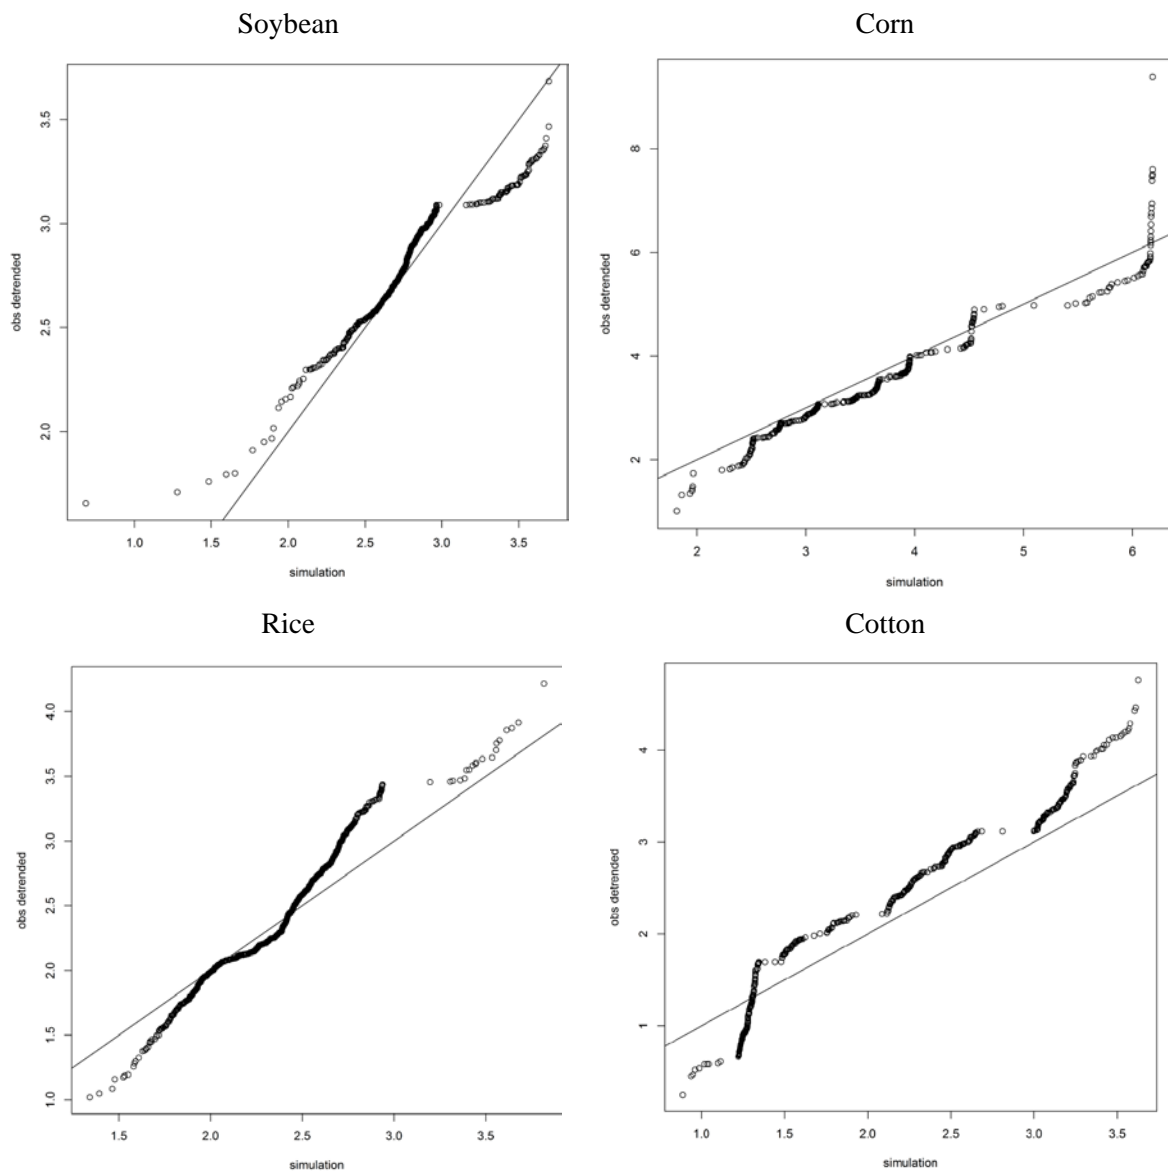 Soybean
obs detrended
3.5
3.0
2.5
2.0
1.0 1.5 2.0 2.5 3.0 3.5
simulation
Corn
obs detrended
8
6
4
2
2 3 4 5 6
simulation
Rice
obs detrended
4.0
3.5
3.0
2.5
2.0
1.5
1.0
1.5 2.0 2.5 3.0 3.5
simulation
Cotton
obs detrended
4
3
2
1
1.0 1.5 2.0 2.5 3.0 3.5
simulation